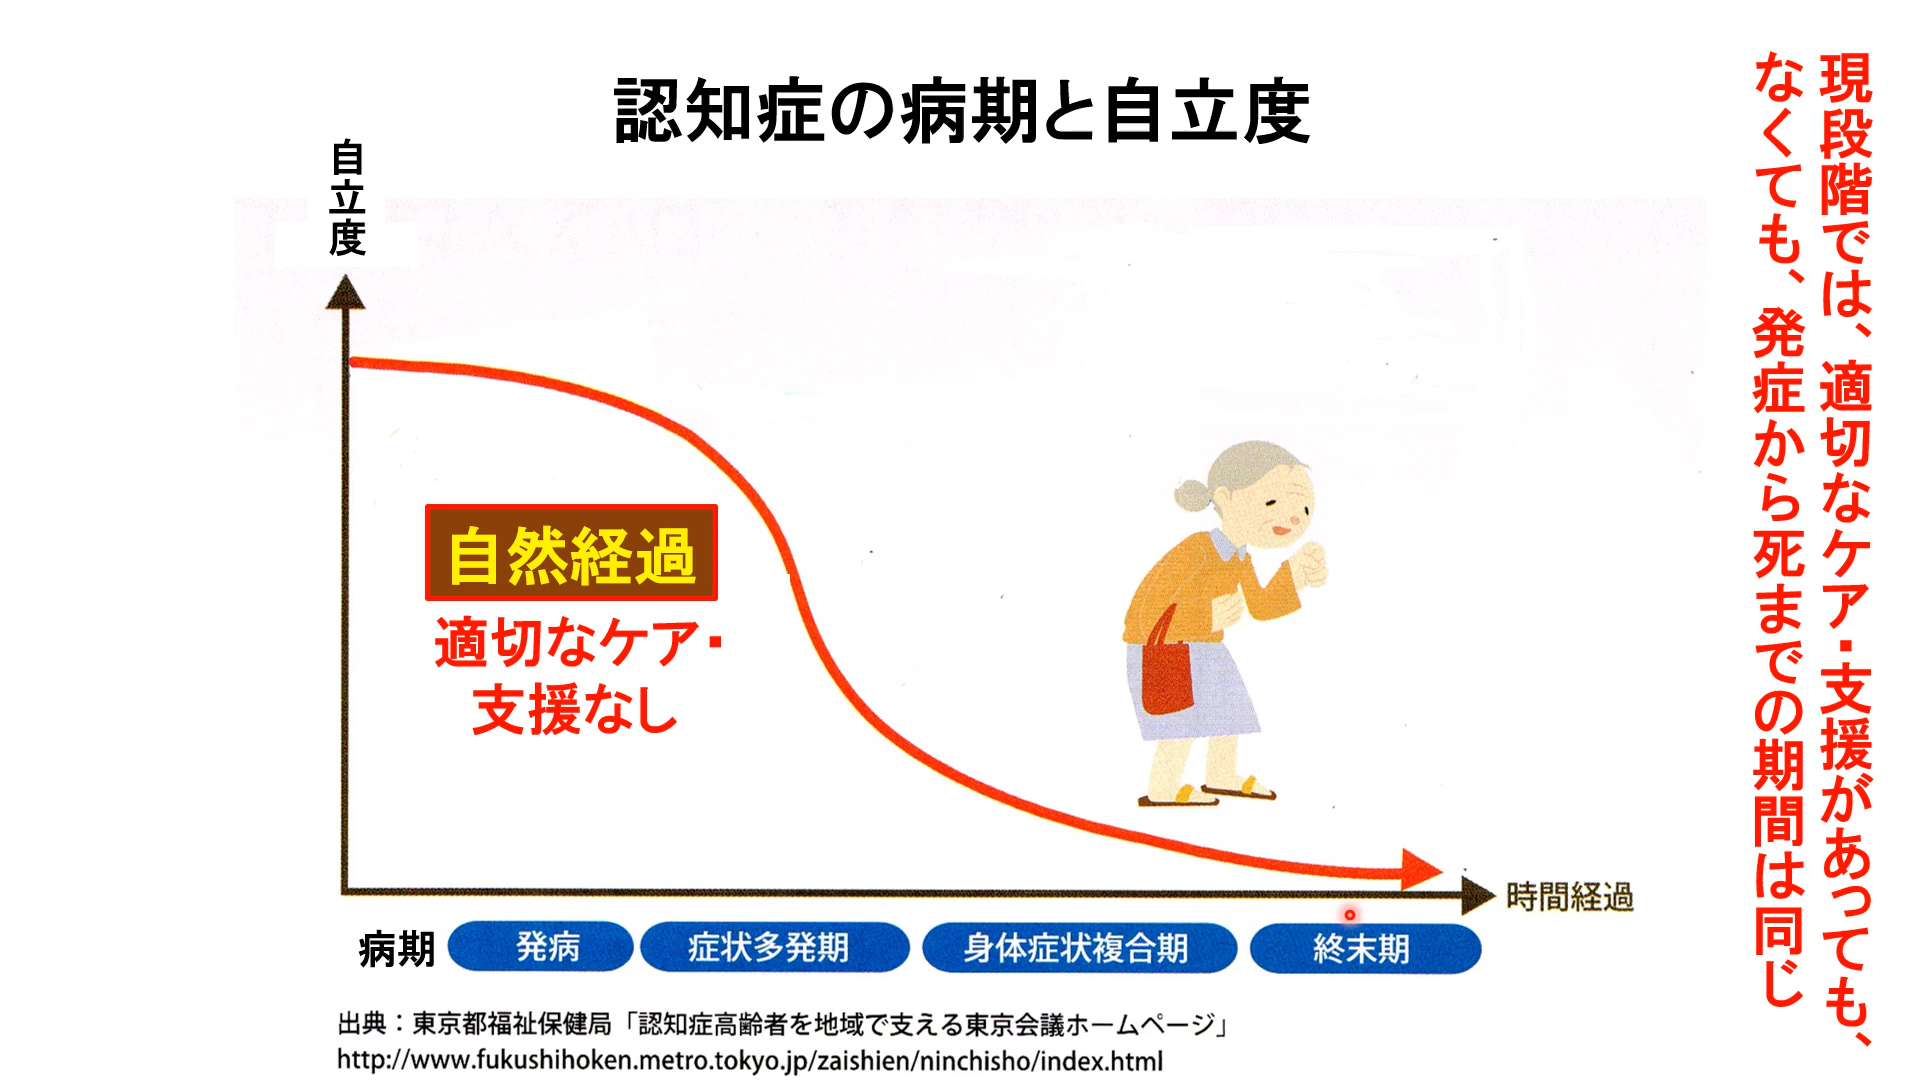 認知症の病期と自立度
自立度
自然経過
適切なケア・
支援なし
現段階では、適切なケア・支援があっても、
なくても、発症から死までの期間は同じ
時間経過
病期
発病
症状多発期
身体症状複合期
終末期
出典：東京都福祉保健局「認知症高齢者を地域で支える東京会議ホームページ」
http://www.fukushihoken.metro.tokyo.jp/zaishien/ninchisho/index.html